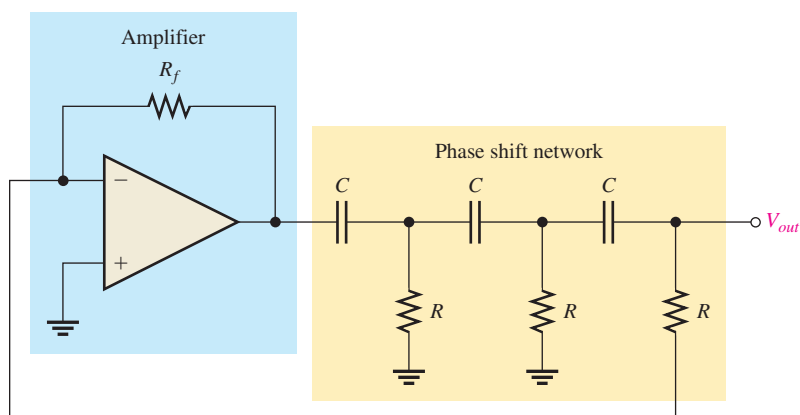 Amplifier
R_f
−
+
Phase shift network
C
C
C
V_out
R
R
R